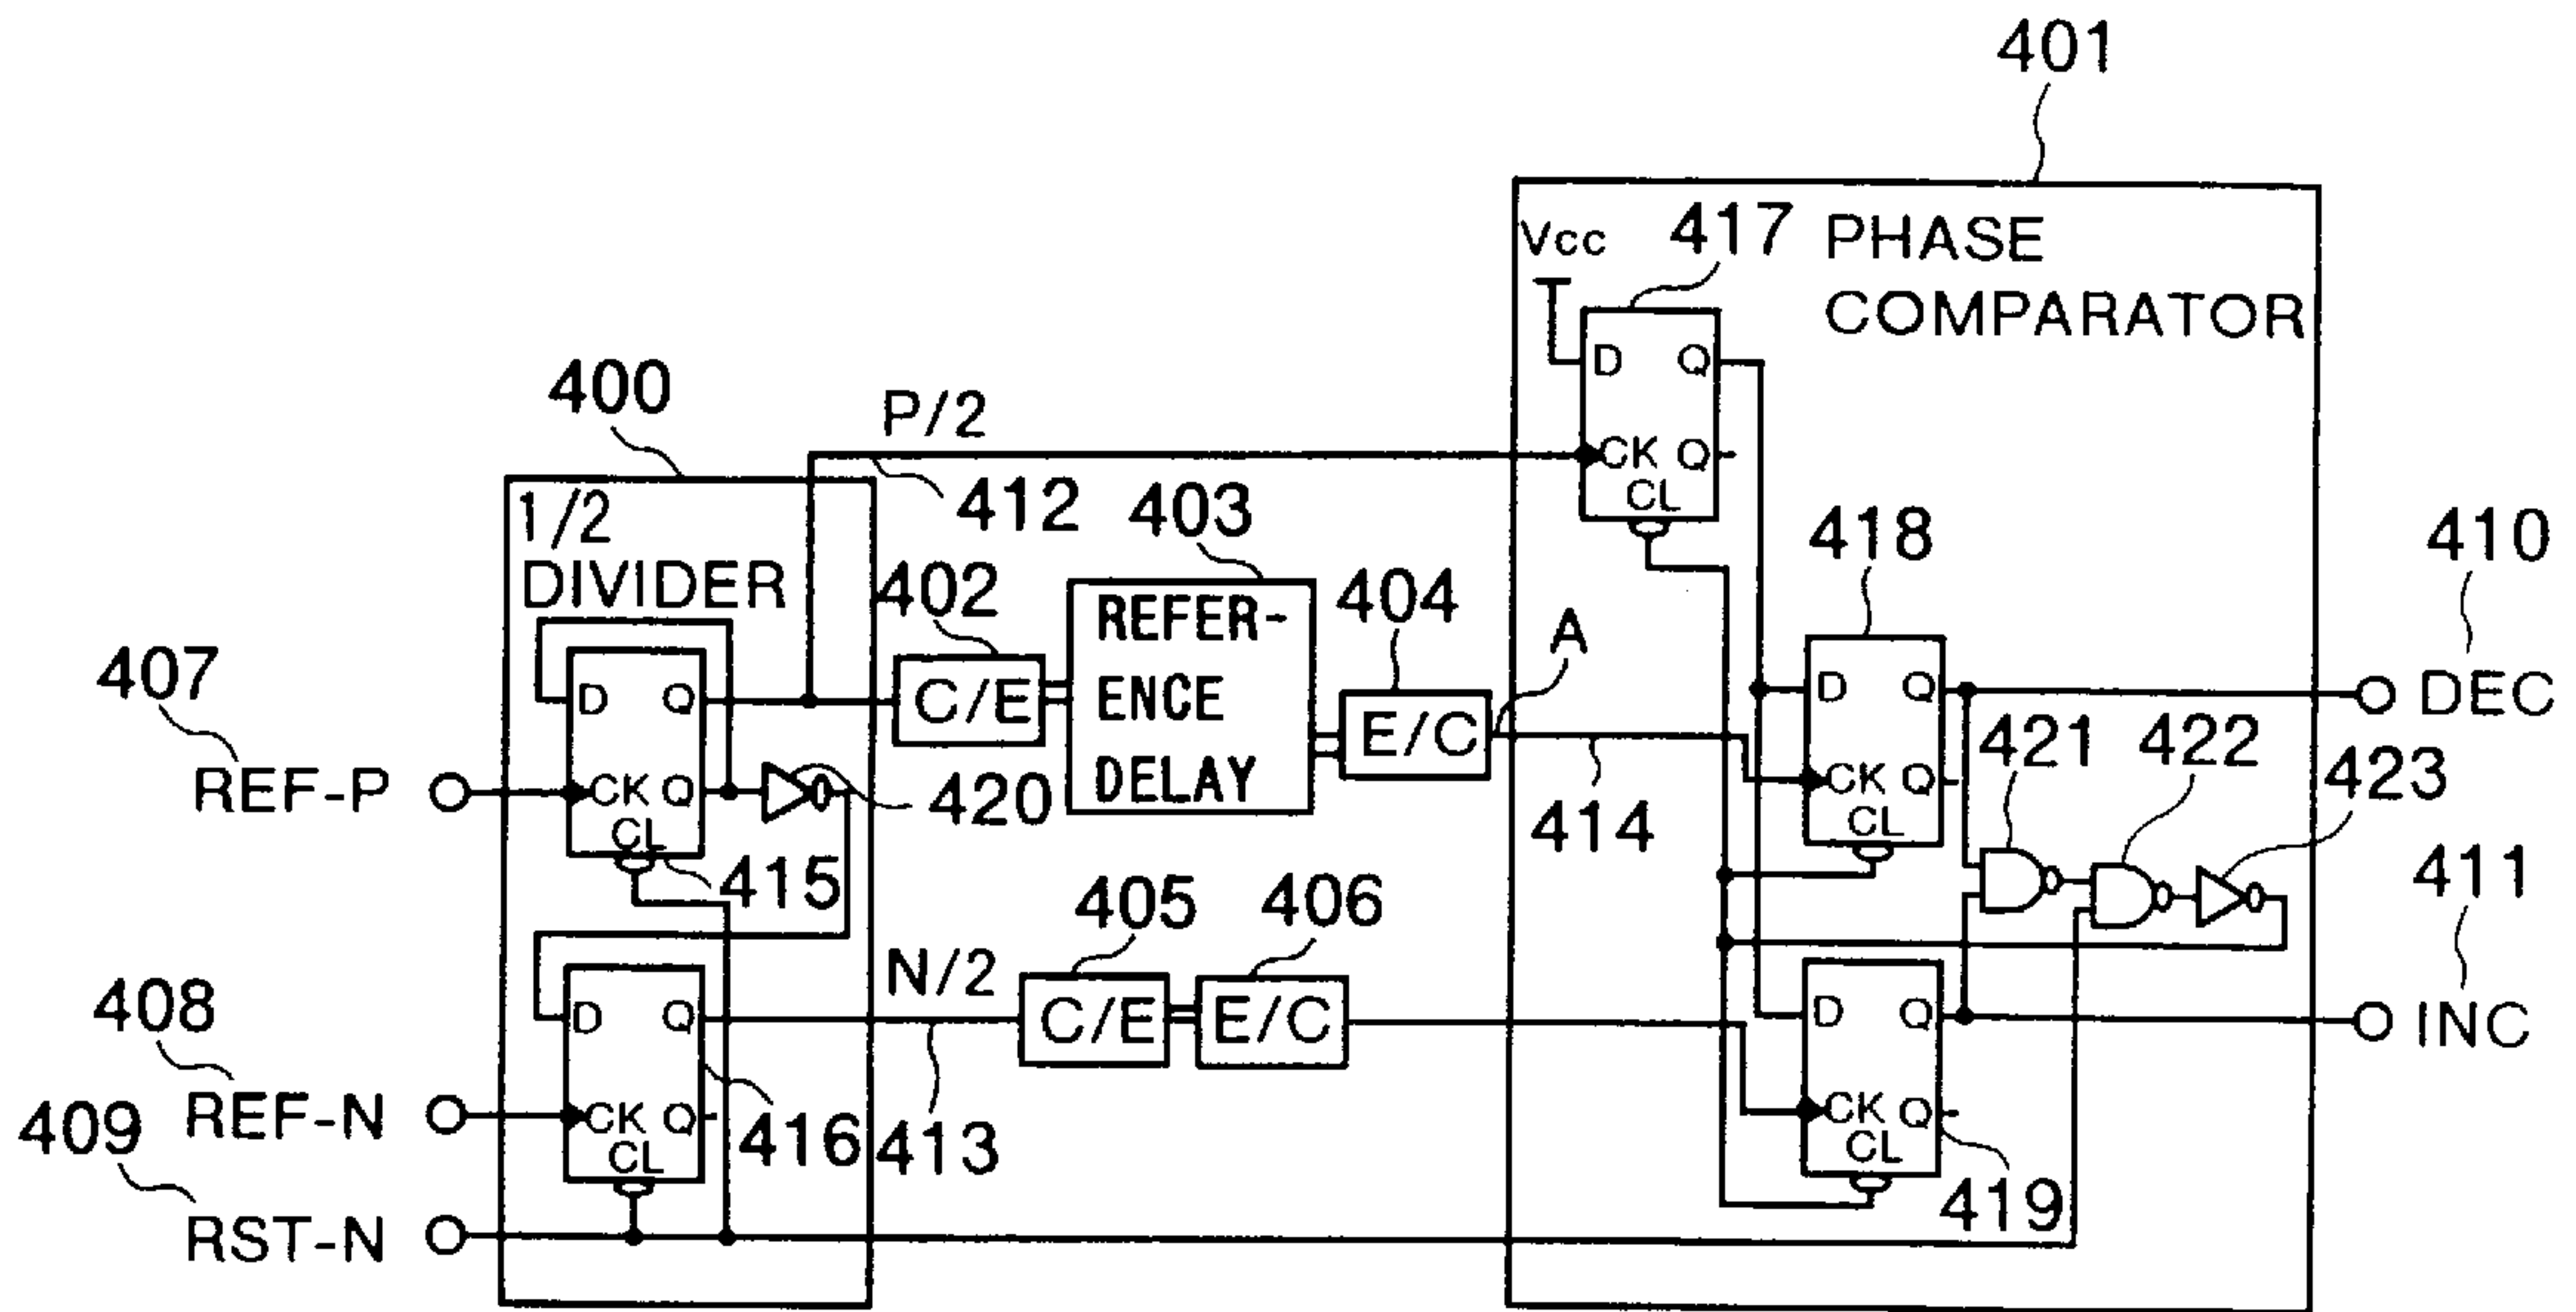 401
Vcc
417
PHASE
COMPARATOR
D
Q
CK
Q
CL
400
P/2
412
1/2
DIVIDER
402
403
REFER-
ENCE
DELAY
404
A
418
410
DEC
407
REF-P
D
Q
CK
Q
CL
420
415
C/E
E/C
414
D
Q
CK
Q
CL
421
422
423
411
INC
405
406
N/2
C/E
E/C
413
408
REF-N
409
RST-N
D
Q
CK
Q
CL
416
D
Q
CK
Q
CL
419